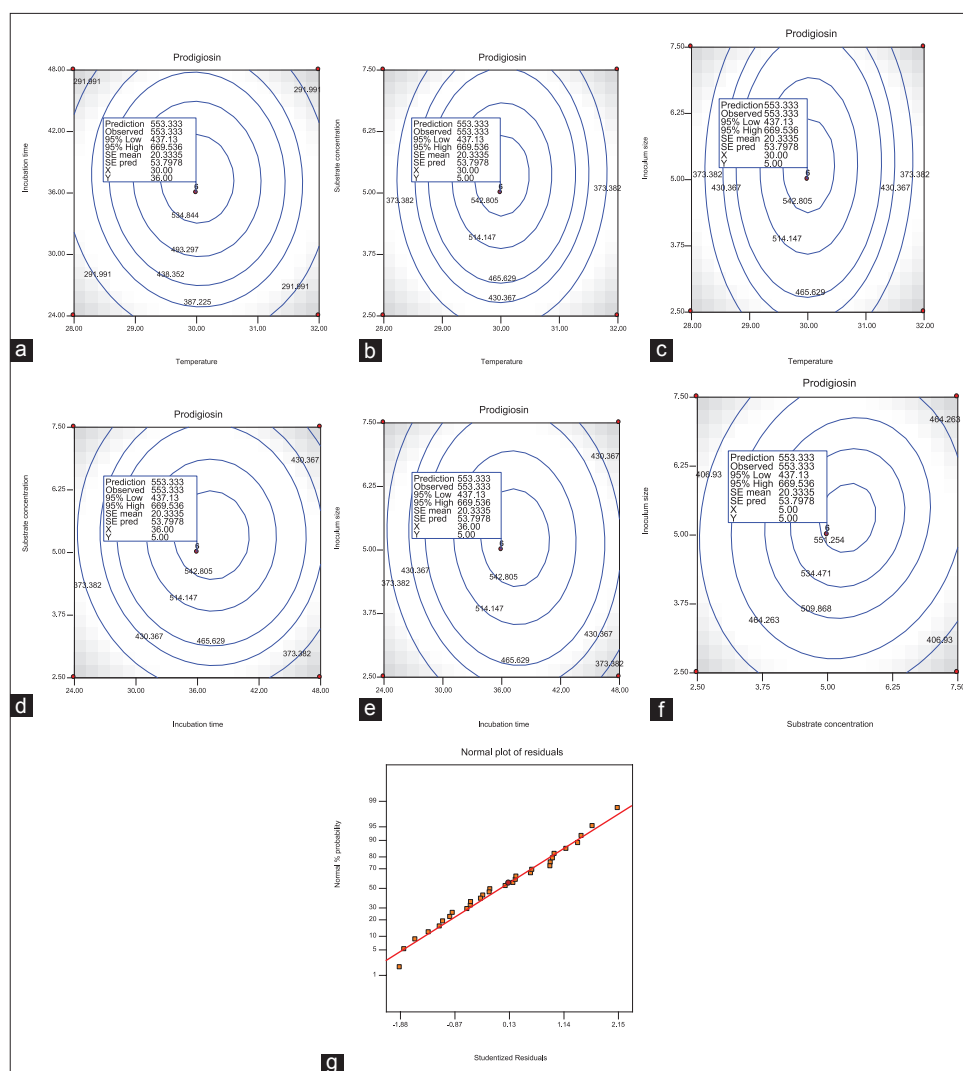 Prodigiosin
48.00
42.00
36.00
30.00
24.00
Incubation time
291.991
291.991
Prediction 553.333
Observed 553.333
95% Low 437.13
95% High 669.536
SE mean 20.3335
SE pred 53.7978
X 30.00
Y 36.00
6
534.844
493.297
438.352
387.225
291.991
291.991
28.00 29.00 30.00 31.00 32.00
Temperature
a
Prodigiosin
7.50
6.25
5.00
3.75
2.50
Substrate concentration
Prediction 553.333
Observed 553.333
95% Low 437.13
95% High 669.536
SE mean 20.3335
SE pred 53.7978
X 30.00
Y 5.00
6
373.382
373.382
542.805
514.147
465.629
430.367
28.00 29.00 30.00 31.00 32.00
Temperature
b
Prodigiosin
7.50
6.25
5.00
3.75
2.50
Inoculum size
Prediction 553.333
Observed 553.333
95% Low 437.13
95% High 669.536
SE mean 20.3335
SE pred 53.7978
X 30.00
Y 5.00
6
373.382
430.367
430.367
373.382
542.805
514.147
465.629
28.00 29.00 30.00 31.00 32.00
Temperature
c
Prodigiosin
7.50
6.25
5.00
3.75
2.50
Substrate concentration
430.367
Prediction 553.333
Observed 553.333
95% Low 437.13
95% High 669.536
SE mean 20.3335
SE pred 53.7978
X 36.00
Y 5.00
6
373.382
542.805
514.147
430.367
465.629
373.382
24.00 30.00 36.00 42.00 48.00
Incubation time
d
Prodigiosin
7.50
6.25
5.00
3.75
2.50
Inoculum size
430.367
Prediction 553.333
Observed 553.333
95% Low 437.13
95% High 669.536
SE mean 20.3335
SE pred 53.7978
X 36.00
Y 5.00
6
430.367
373.382
542.805
514.147
430.367
465.629
373.382
24.00 30.00 36.00 42.00 48.00
Incubation time
e
Prodigiosin
7.50
6.25
5.00
3.75
2.50
Inoculum size
464.263
406.93
Prediction 553.333
Observed 553.333
95% Low 437.13
95% High 669.536
SE mean 20.3335
SE pred 53.7978
X 5.00
Y 5.00
6
551.254
534.471
509.868
464.263
406.93
2.50 3.75 5.00 6.25 7.50
Substrate concentration
f
Normal plot of residuals
99
95
90
80
70
50
30
20
10
5
1
Normal % probability
-1.88 -0.87 0.13 1.14 2.15
Studentized Residuals
g